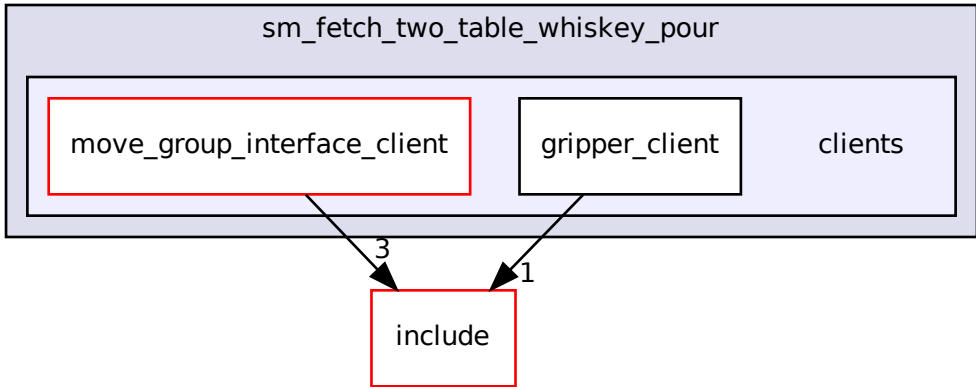 sm_fetch_two_table_whiskey_pour
move_group_interface_client
gripper_client
clients
3
1
include